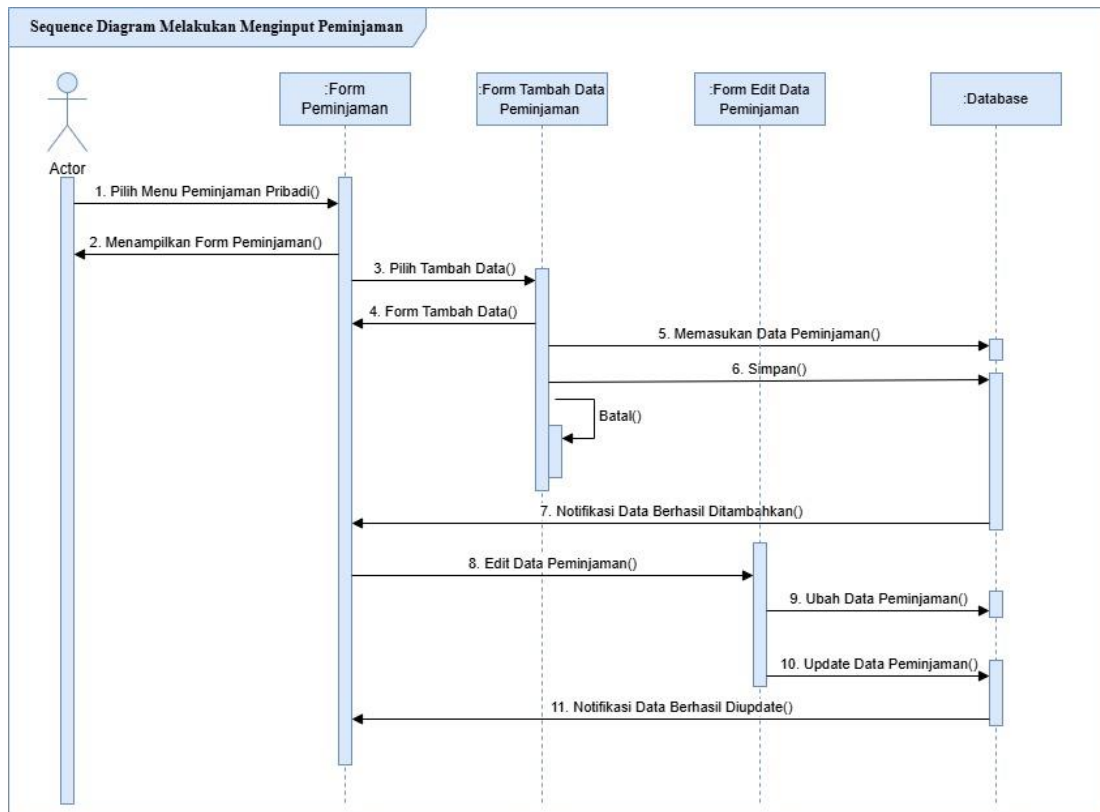 Sequence Diagram Melakukan Menginput Peminjaman
:Form
Peminjaman
:Form Tambah Data
Peminjaman
:Form Edit Data
Peminjaman
:Database
Actor
1. Pilih Menu Peminjaman Pribadi()
2. Menampilkan Form Peminjaman()
3. Pilih Tambah Data()
4. Form Tambah Data()
5. Memasukan Data Peminjaman()
6. Simpan()
Batal()
7. Notifikasi Data Berhasil Ditambahkan()
8. Edit Data Peminjaman()
9. Ubah Data Peminjaman()
10. Update Data Peminjaman()
11. Notifikasi Data Berhasil Diupdate()